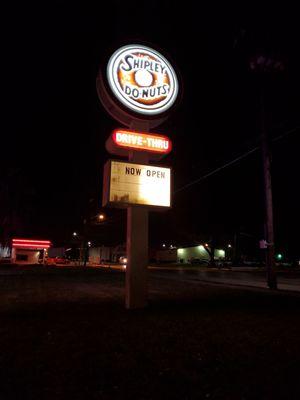 SHIPLEY
DO-NUTS
DRIVE-THRU
NOW OPEN